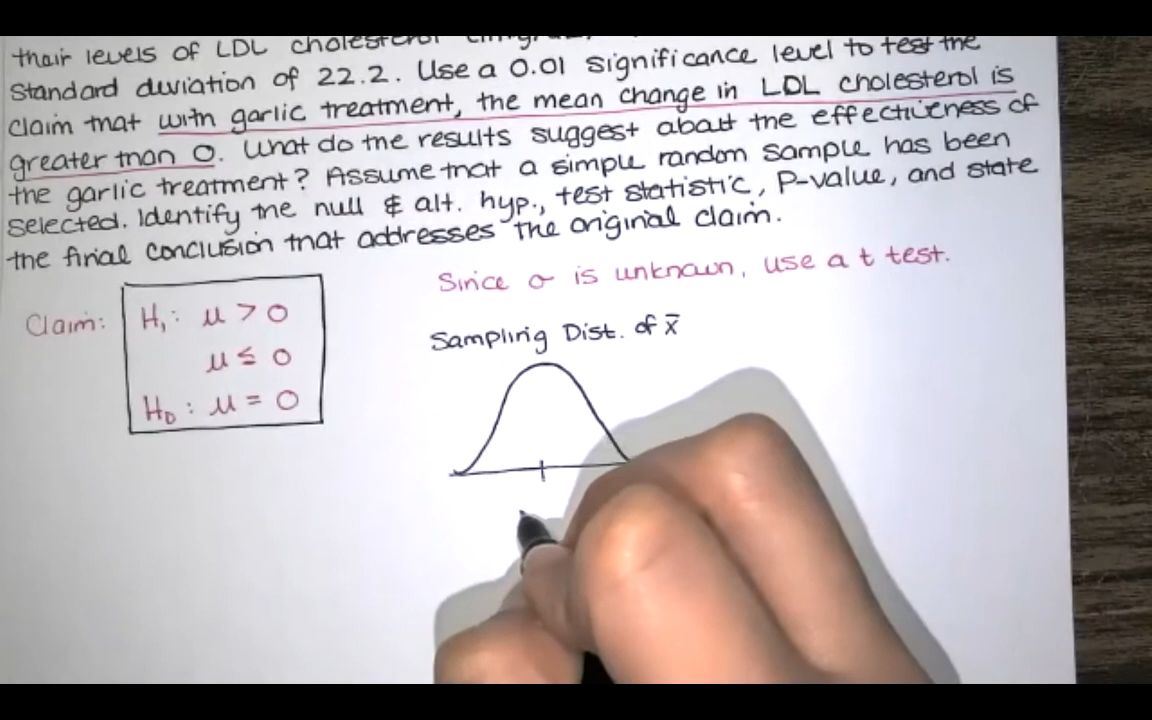 their levels of LDL cholesterol
standard deviation of 22.2. Use a 0.01 significance level to test the
claim that with garlic treatment, the mean change in LDL cholesterol is
greater than 0. What do the results suggest about the effectiveness of
the garlic treatment? Assume that a simple random sample has been
selected. Identify the null & alt. hyp., test statistic, P-value, and state
the final conclusion that addresses the original claim.
Since σ is unknown, use a t test.
Claim: H₁: μ > 0
μ ≤ 0
H₀: μ = 0
Sampling Dist. of x̄